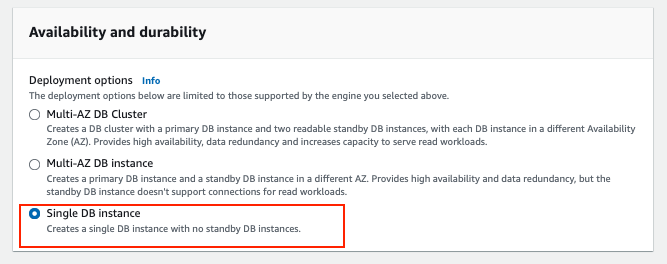 Availability and durability
Deployment options Info
The deployment options below are limited to those supported by the engine you selected above.
Multi-AZ DB Cluster
Creates a DB cluster with a primary DB instance and two readable standby DB instances, with each DB instance in a different Availability
Zone (AZ). Provides high availability, data redundancy and increases capacity to serve read workloads.
Multi-AZ DB instance
Creates a primary DB instance and a standby DB instance in a different AZ. Provides high availability and data redundancy, but the
standby DB instance doesn't support connections for read workloads.
Single DB instance
Creates a single DB instance with no standby DB instances.